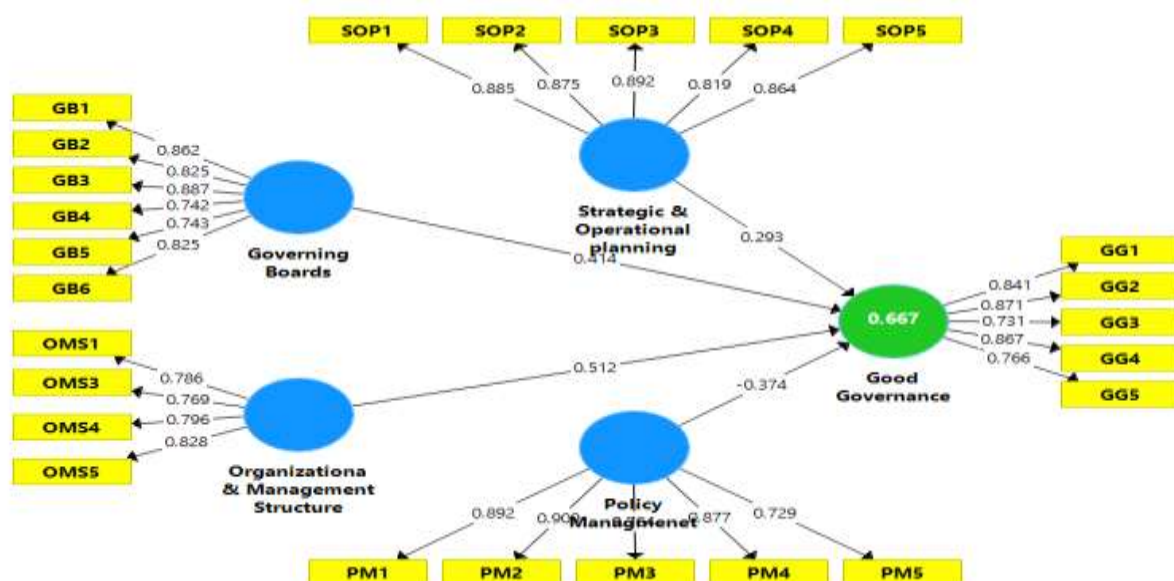 SOP1 SOP2 SOP3 SOP4 SOP5
0.885 0.875 0.892 0.819 0.864
GB1
GB2
GB3
GB4
GB5
GB6
0.862
0.825
0.887
0.742
0.743
0.825
Governing
Boards
Strategic &
Operational
planning
0.414
0.293
OMS1
OMS3
OMS4
OMS5
0.786
0.769
0.796
0.828
Organizationa
& Management
Structure
0.512
-0.374
0.667
Good
Governance
0.841
0.871
0.731
0.867
0.766
GG1
GG2
GG3
GG4
GG5
Policy
Managmenet
0.892 0.877 0.729
PM1 PM2 PM3 PM4 PM5